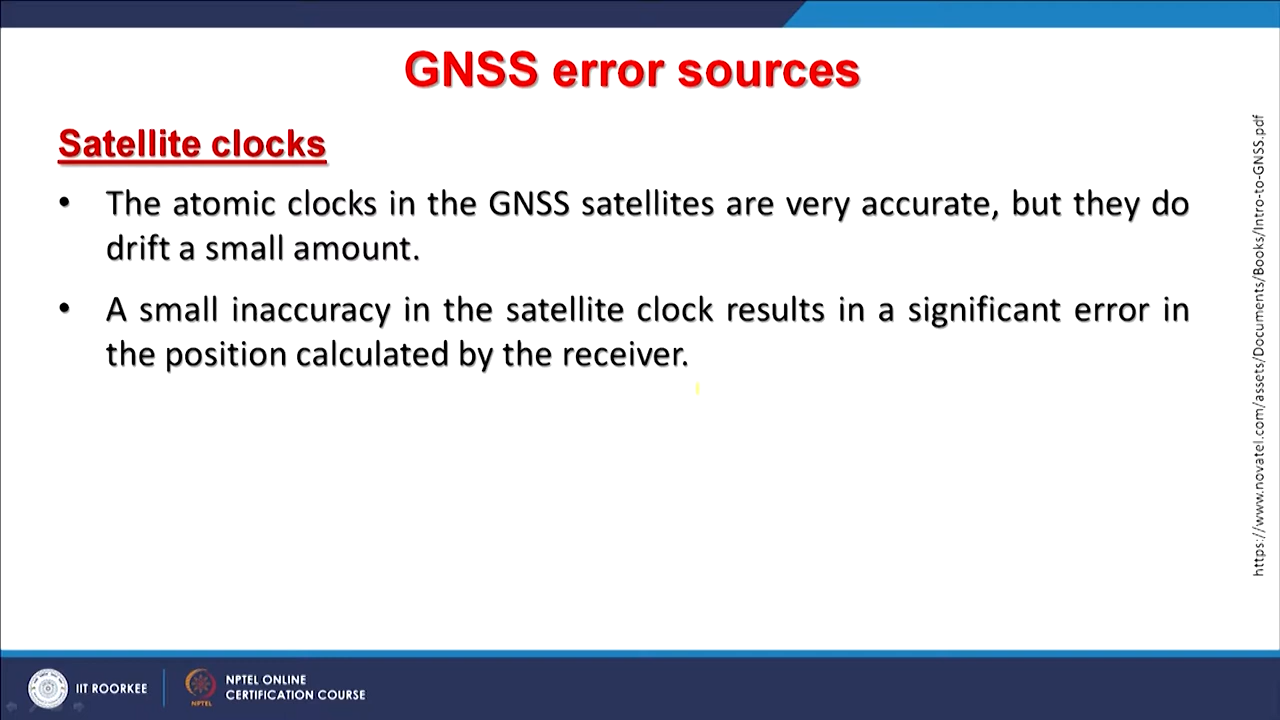 GNSS error sources
Satellite clocks
• The atomic clocks in the GNSS satellites are very accurate, but they do
drift a small amount.
• A small inaccuracy in the satellite clock results in a significant error in
the position calculated by the receiver.
https://www.novatel.com/assets/Documents/Books/Intro-to-GNSS.pdf
IIT ROORKEE
NPTEL ONLINE
CERTIFICATION COURSE
NPTEL